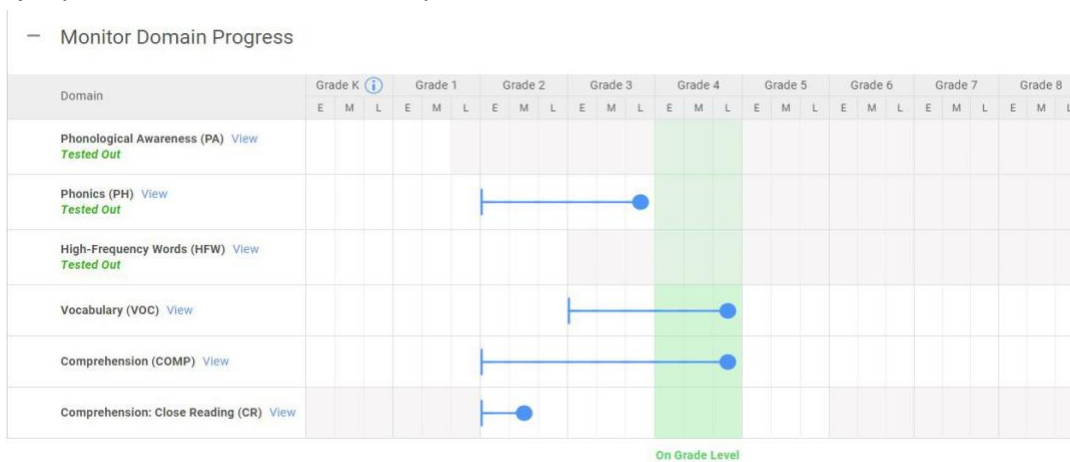 Monitor Domain Progress
Domain
Grade K Grade 1 Grade 2 Grade 3 Grade 4 Grade 5 Grade 6 Grade 7 Grade 8
E M L E M L E M L E M L E M L E M L E M L E M L E M L
Phonological Awareness (PA) View
Tested Out
Phonics (PH) View
Tested Out
High-Frequency Words (HFW) View
Tested Out
Vocabulary (VOC) View
Comprehension (COMP) View
Comprehension: Close Reading (CR) View
On Grade Level